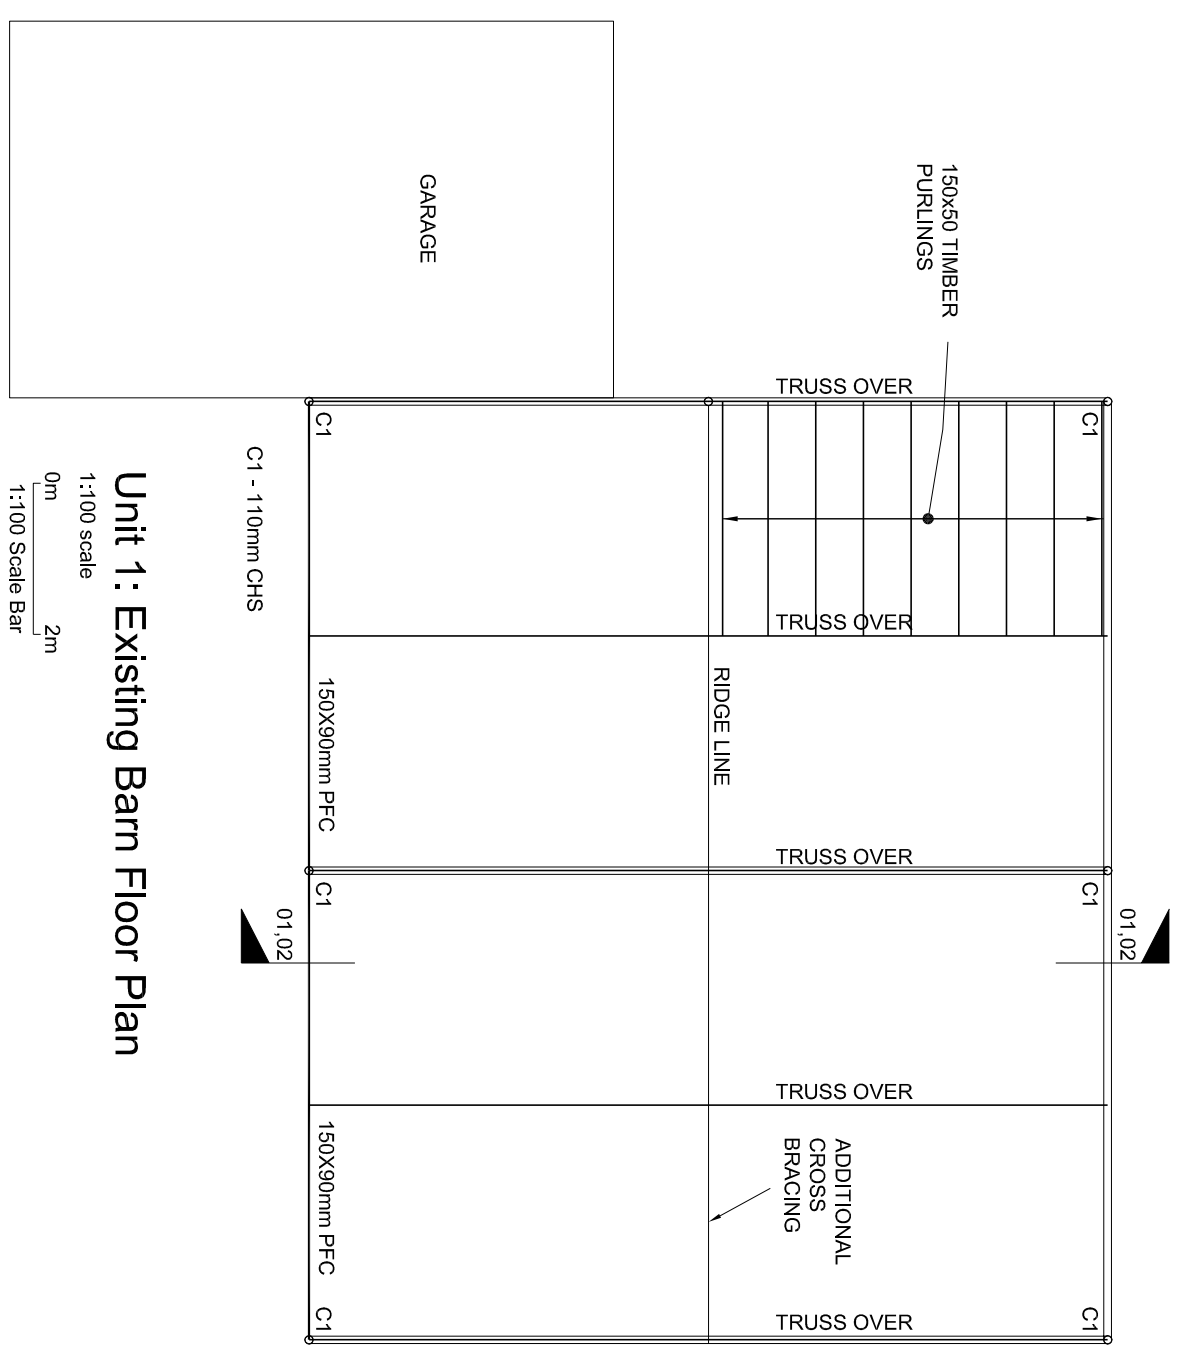 GARAGE
150x50 TIMBER
PURLINGS
TRUSS OVER
C1
C1
C1 - 110mm CHS
TRUSS OVER
RIDGE LINE
150X90mm PFC
TRUSS OVER
C1
C1
01,02
01,02
TRUSS OVER
ADDITIONAL
CROSS
BRACING
150X90mm PFC
C1
C1
TRUSS OVER
Unit 1: Existing Barn Floor Plan
1:100 scale
0m 2m
1:100 Scale Bar